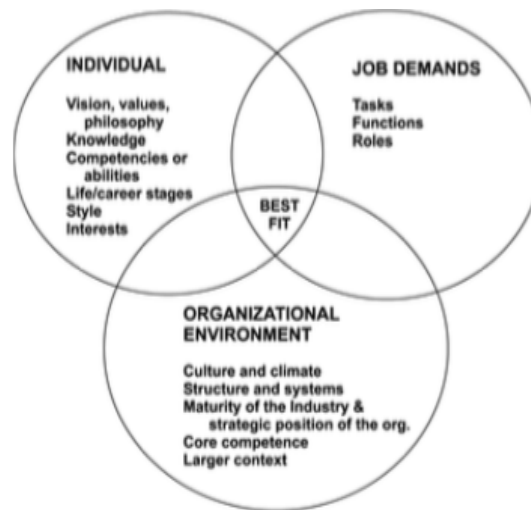 INDIVIDUAL
Vision, values,
philosophy
Knowledge
Competencies or
abilities
Life/career stages
Style
Interests
JOB DEMANDS
Tasks
Functions
Roles
BEST
FIT
ORGANIZATIONAL
ENVIRONMENT
Culture and climate
Structure and systems
Maturity of the Industry &
strategic position of the org.
Core competence
Larger context